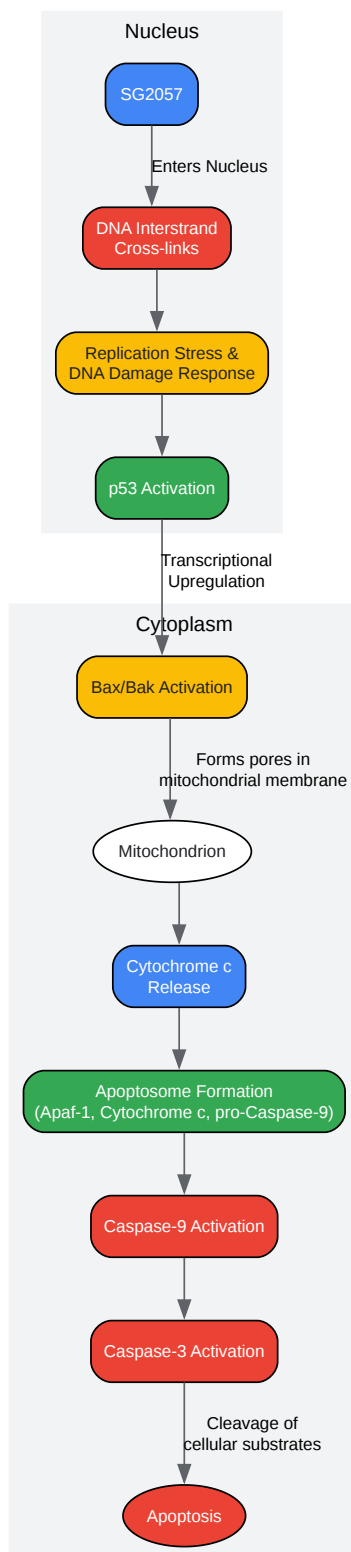 Nucleus
SG2057
Enters Nucleus
DNA Interstrand
Cross-links
Replication Stress &
DNA Damage Response
p53 Activation
Transcriptional
Upregulation
Cytoplasm
Bax/Bak Activation
Forms pores in
mitochondrial membrane
Mitochondrion
Cytochrome c
Release
Apoptosome Formation
(Apaf-1, Cytochrome c, pro-Caspase-9)
Caspase-9 Activation
Caspase-3 Activation
Cleavage of
cellular substrates
Apoptosis